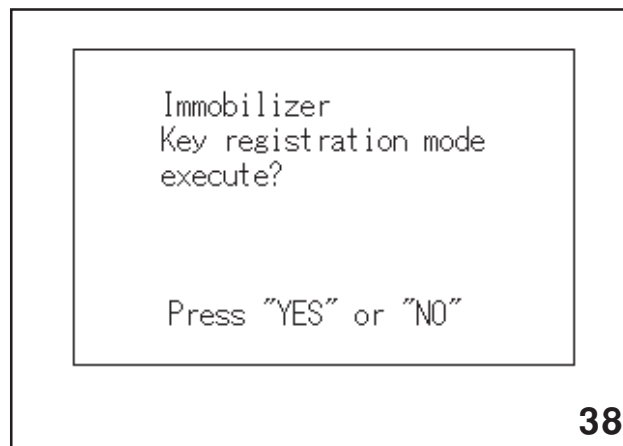 Immobilizer
Key registration mode
execute?
Press "YES" or "NO"
38